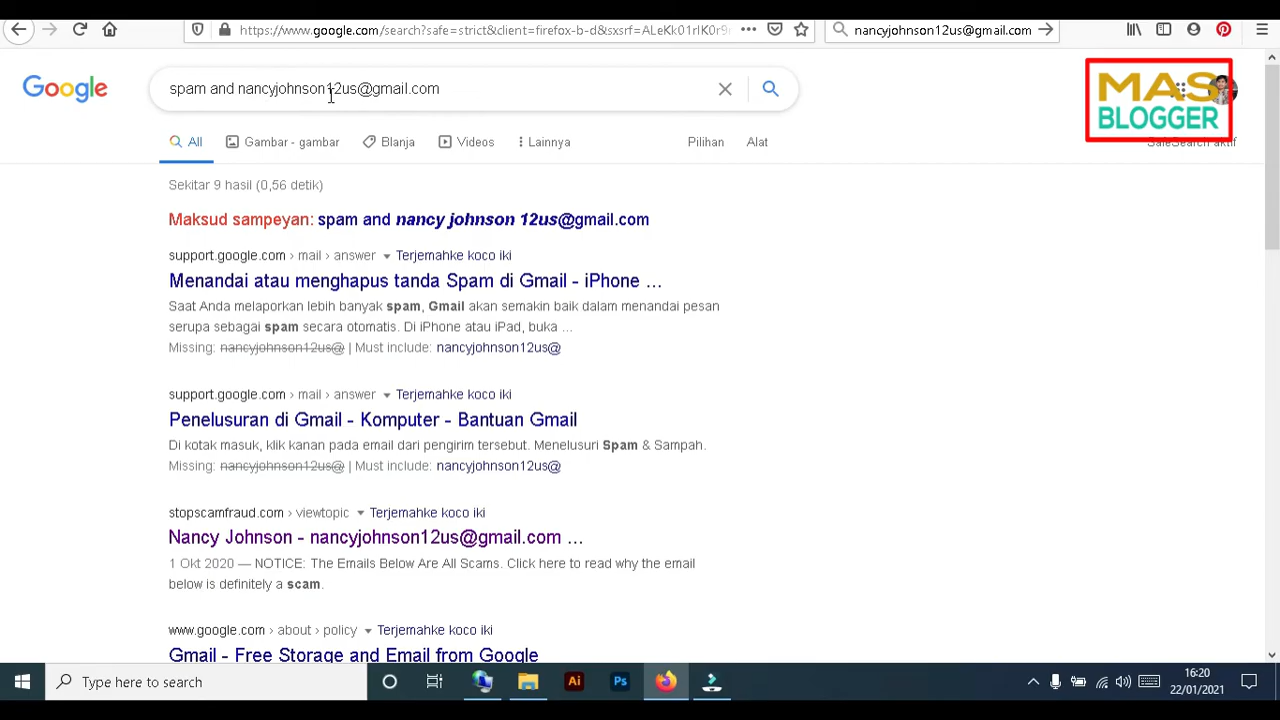 https://www.google.com/search?safe=strict&client=firefox-b-d&sxsrf=ALeKk01rIK0r9
nancyjohnson12us@gmail.com
Google
spam and nancyjohnson12us@gmail.com
MAS
BLOGGER
All
Gambar - gambar
Blanja
Videos
Lainnya
Pilihan
Alat
SafeSearch aktif
Sekitar 9 hasil (0,56 detik)
Maksud sampeyan: spam and nancy johnson 12us@gmail.com
support.google.com › mail › answer Terjemahke koco iki
Menandai atau menghapus tanda Spam di Gmail - iPhone ...
Saat Anda melaporkan lebih banyak spam, Gmail akan semakin baik dalam menandai pesan
serupa sebagai spam secara otomatis. Di iPhone atau iPad, buka ...
Missing: nancyjohnson12us@ | Must include: nancyjohnson12us@
support.google.com › mail › answer Terjemahke koco iki
Penelusuran di Gmail - Komputer - Bantuan Gmail
Di kotak masuk, klik kanan pada email dari pengirim tersebut. Menelusuri Spam & Sampah.
Missing: nancyjohnson12us@ | Must include: nancyjohnson12us@
stopscamfraud.com › viewtopic Terjemahke koco iki
Nancy Johnson - nancyjohnson12us@gmail.com ...
1 Okt 2020 — NOTICE: The Emails Below Are All Scams. Click here to read why the email
below is definitely a scam.
www.google.com › about › policy Terjemahke koco iki
Gmail - Free Storage and Email from Google
Type here to search
Ai
Ps
16:20
22/01/2021